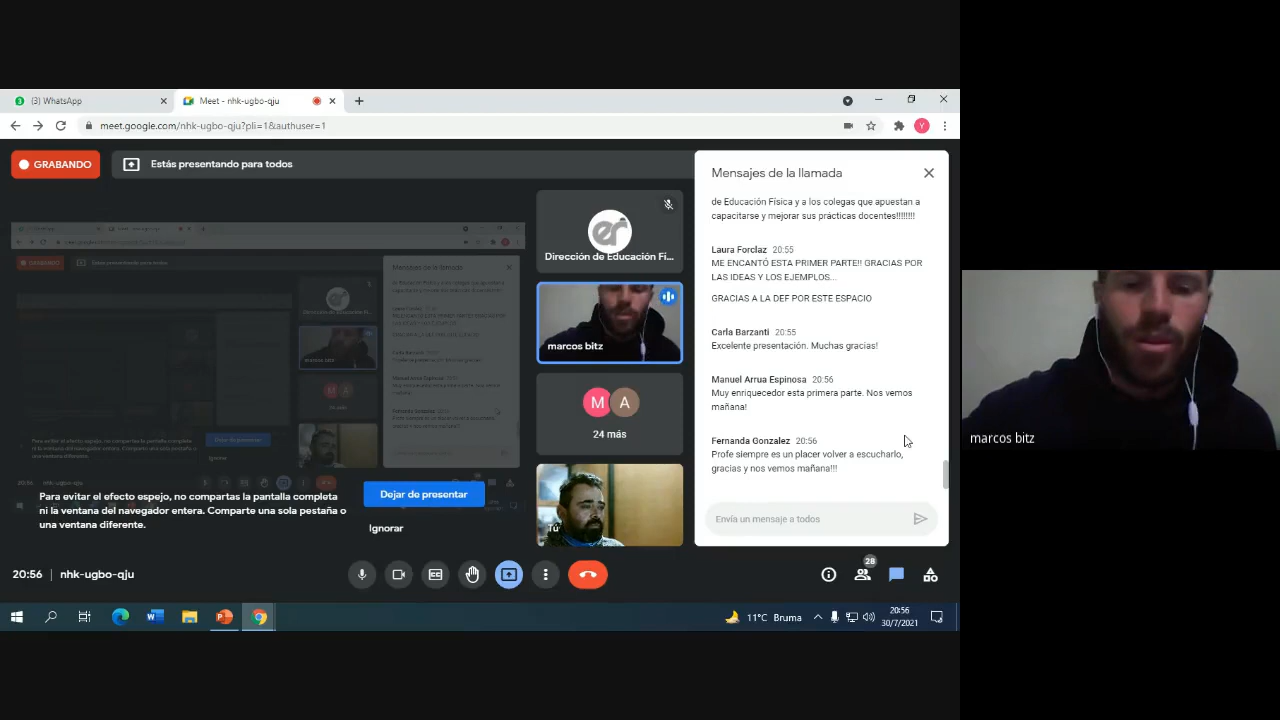 (3) WhatsApp
Meet - nhk-ugbo-qju
meet.google.com/nhk-ugbo-qju?pli=1&authuser=1
Y
GRABANDO
Estás presentando para todos
er
Dirección de Educación Fí...
marcos bitz
M A
24 más
Tú
Para evitar el efecto espejo, no compartas la pantalla completa
ni la ventana del navegador entera. Comparte una sola pestaña o
una ventana diferente.
Dejar de presentar
Ignorar
Mensajes de la llamada
de Educación Física y a los colegas que apuestan a
capacitarse y mejorar sus prácticas docentes!!!!!!!!
Laura Forclaz 20:55
ME ENCANTÓ ESTA PRIMER PARTE!! GRACIAS POR
LAS IDEAS Y LOS EJEMPLOS...
GRACIAS A LA DEF POR ESTE ESPACIO
Carla Barzanti 20:55
Excelente presentación. Muchas gracias!
Manuel Arrua Espinosa 20:56
Muy enriquecedor esta primera parte. Nos vemos
mañana!
Fernanda Gonzalez 20:56
Profe siempre es un placer volver a escucharlo,
gracias y nos vemos mañana!!!
Envía un mensaje a todos
20:56 | nhk-ugbo-qju
28
11°C Bruma
20:56
30/7/2021
marcos bitz